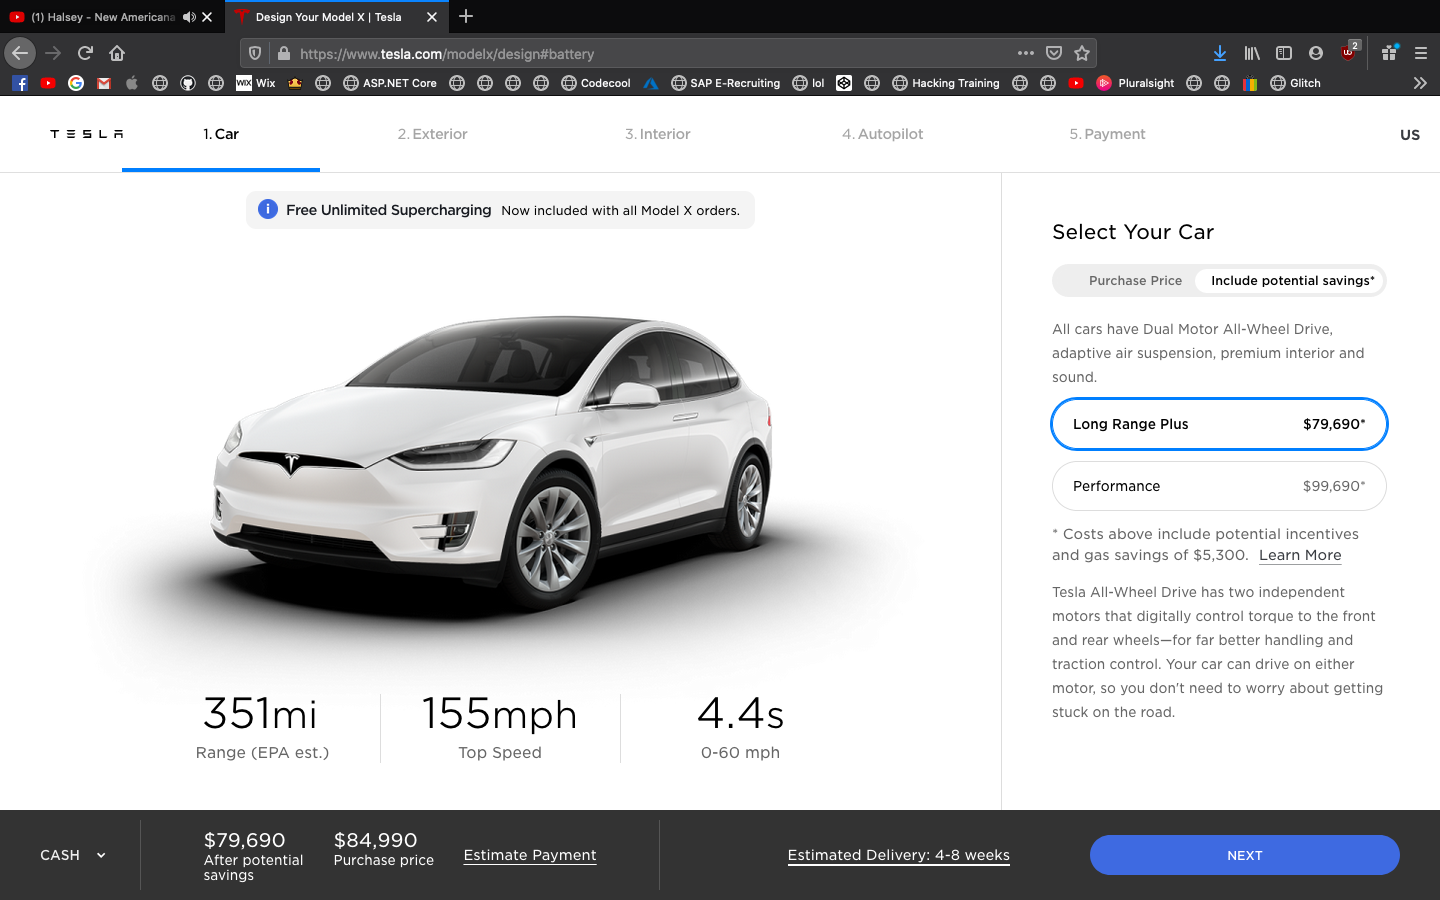 (1) Halsey - New Americana
Design Your Model X | Tesla
https://www.tesla.com/modelx/design#battery
2
Wix Wix
ASP.NET Core
Codecool
SAP E-Recruiting
lol
Hacking Training
Pluralsight
Glitch
TESLA
1. Car
2. Exterior
3. Interior
4. Autopilot
5. Payment
US
i Free Unlimited Supercharging Now included with all Model X orders.
351mi
Range (EPA est.)
155mph
Top Speed
4.4s
0-60 mph
Select Your Car
Purchase Price
Include potential savings*
All cars have Dual Motor All-Wheel Drive,
adaptive air suspension, premium interior and
sound.
Long Range Plus $79,690*
Performance $99,690*
* Costs above include potential incentives
and gas savings of $5,300. Learn More
Tesla All-Wheel Drive has two independent
motors that digitally control torque to the front
and rear wheels—for far better handling and
traction control. Your car can drive on either
motor, so you don't need to worry about getting
stuck on the road.
CASH
$79,690
After potential
savings
$84,990
Purchase price
Estimate Payment
Estimated Delivery: 4-8 weeks
NEXT